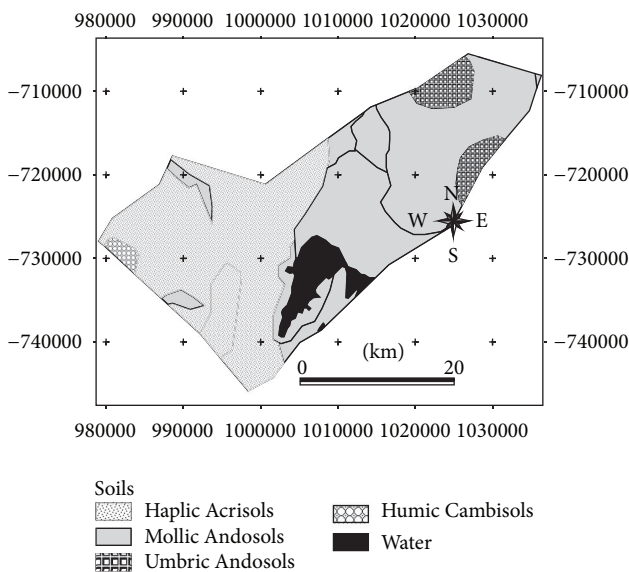 980000 990000 1000000 1010000 1020000 1030000
−710000 −710000
−720000 −720000
N
W E
S
−730000 −730000
−740000 −740000
(km)
0 20
980000 990000 1000000 1010000 1020000 1030000
Soils
Haplic Acrisols
Mollic Andosols
Umbric Andosols
Humic Cambisols
Water